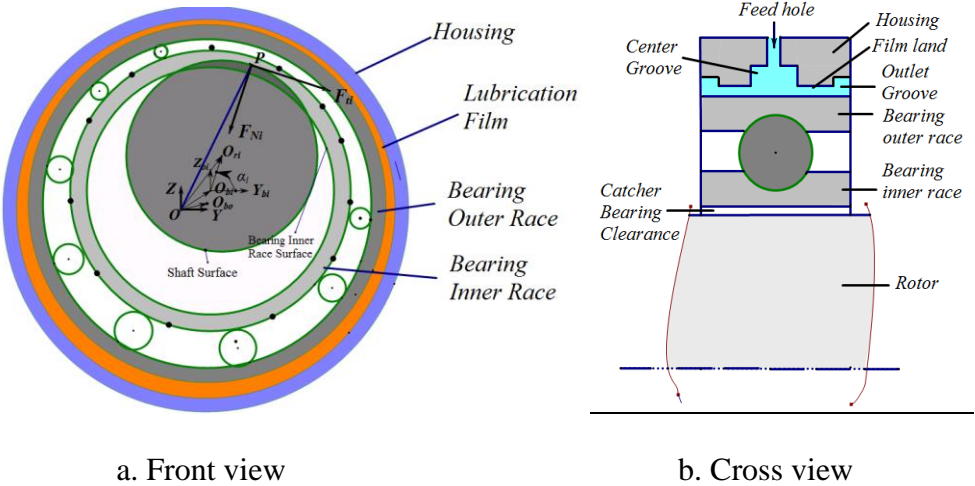 Housing
Lubrication
Film
Bearing
Outer Race
Bearing
Inner Race
P
F_ti
F_Ni
O_ri
Z_bi
α_i
O_bi
Y_bi
Z
O_bo
O
Y
Bearing Inner
Race Surface
Shaft Surface
a. Front view
Feed hole
Housing
Center
Groove
Film land
Outlet
Groove
Bearing
outer race
Bearing
inner race
Catcher
Bearing
Clearance
Rotor
b. Cross view